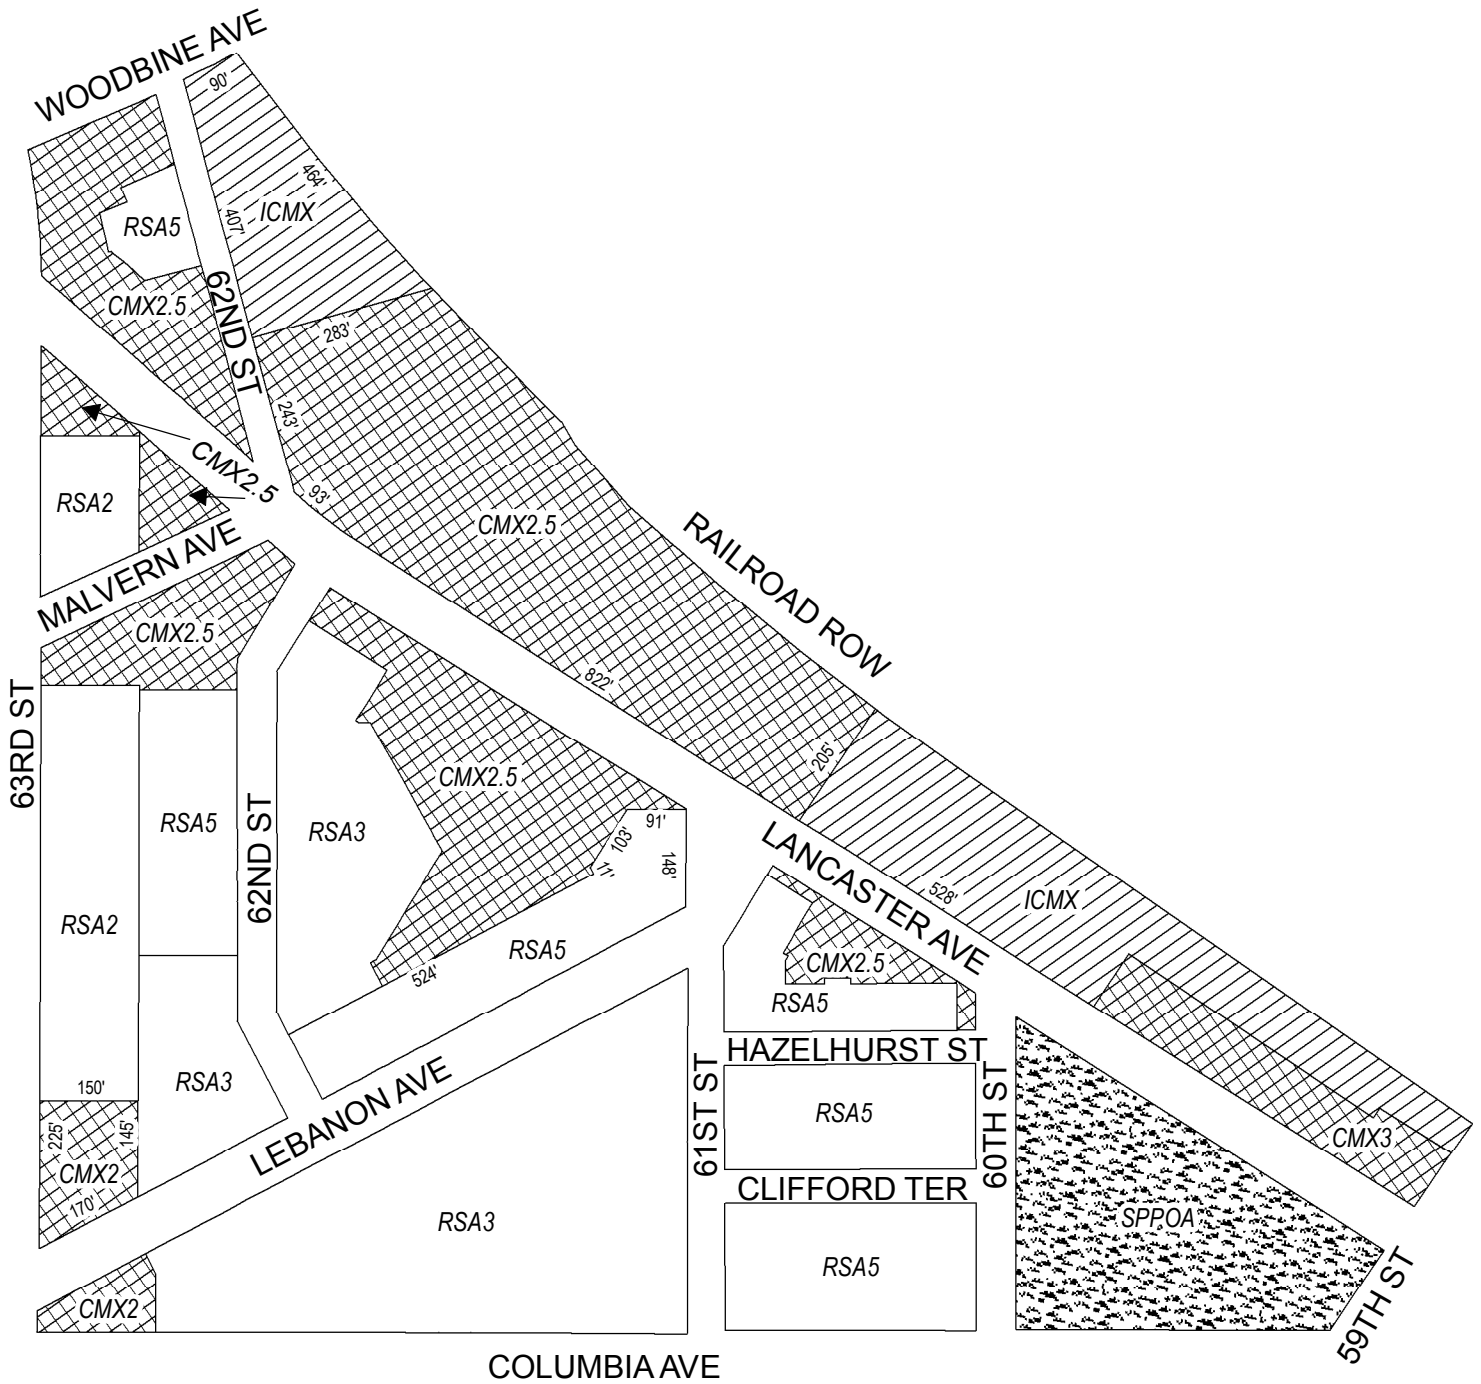 WOODBINE AVE
90'
464'
ICMX
407'
RSA5
CMX2.5
62ND ST
283'
243'
CMX2.5
93'
RSA2
CMX2.5
RAILROAD ROW
MALVERN AVE
CMX2.5
822'
205'
63RD ST
RSA5
62ND ST
RSA3
CMX2.5
91'
103'
11'
148'
LANCASTER AVE
528'
ICMX
RSA2
RSA5
524'
CMX2.5
RSA5
HAZELHURST ST
150'
RSA3
LEBANON AVE
61ST ST
RSA5
60TH ST
225'
145'
CMX2
170'
CMX3
CLIFFORD TER
RSA3
SPPOA
RSA5
CMX2
59TH ST
COLUMBIA AVE